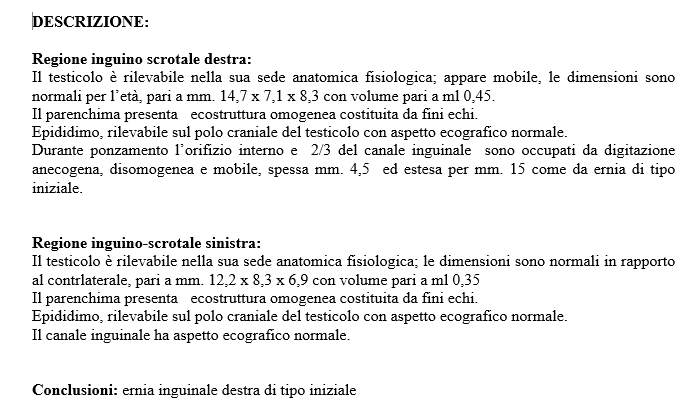 DESCRIZIONE:
Regione inguino scrotale destra:
Il testicolo è rilevabile nella sua sede anatomica fisiologica; appare mobile, le dimensioni sono
normali per l'età, pari a mm. 14,7 x 7,1 x 8,3 con volume pari a ml 0,45.
Il parenchima presenta ecostruttura omogenea costituita da fini echi.
Epididimo, rilevabile sul polo craniale del testicolo con aspetto ecografico normale.
Durante ponzamento l'orifizio interno e 2/3 del canale inguinale sono occupati da digitazione
anecogena, disomogenea e mobile, spessa mm. 4,5 ed estesa per mm. 15 come da ernia di tipo
iniziale.
Regione inguino-scrotale sinistra:
Il testicolo è rilevabile nella sua sede anatomica fisiologica; le dimensioni sono normali in rapporto
al contrlaterale, pari a mm. 12,2 x 8,3 x 6,9 con volume pari a ml 0,35
Il parenchima presenta ecostruttura omogenea costituita da fini echi.
Epididimo, rilevabile sul polo craniale del testicolo con aspetto ecografico normale.
Il canale inguinale ha aspetto ecografico normale.
Conclusioni: ernia inguinale destra di tipo iniziale